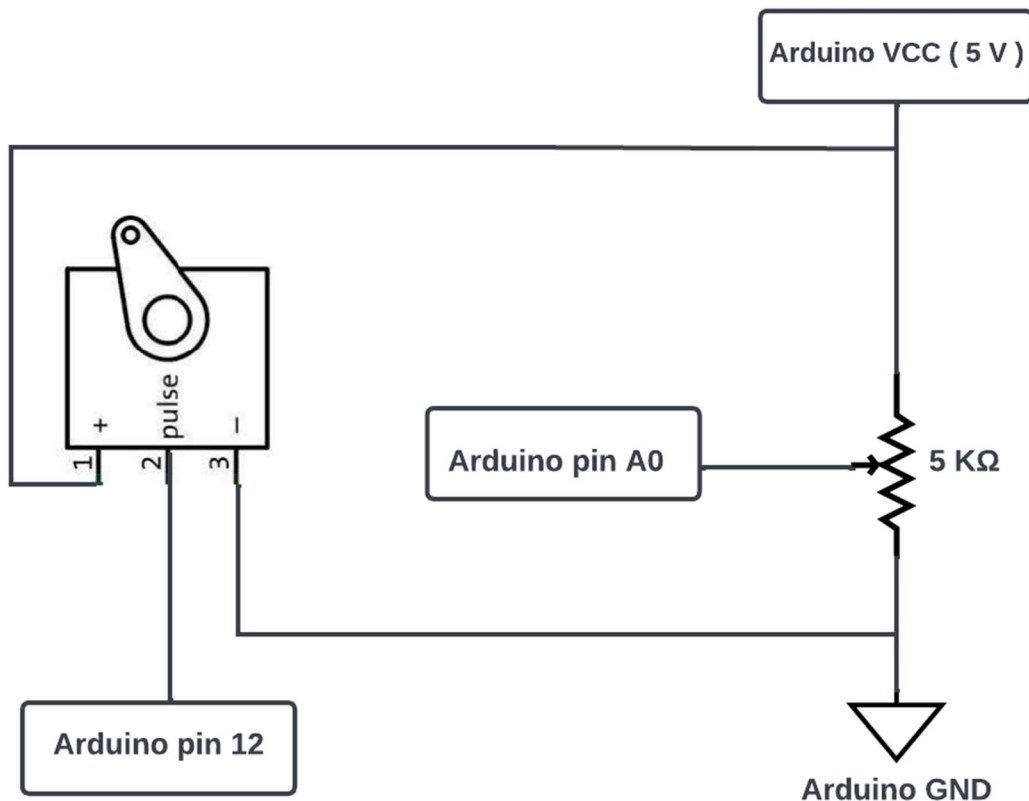 Arduino VCC ( 5 V )
+
pulse
–
1
2
3
Arduino pin A0
5 KΩ
Arduino pin 12
Arduino GND